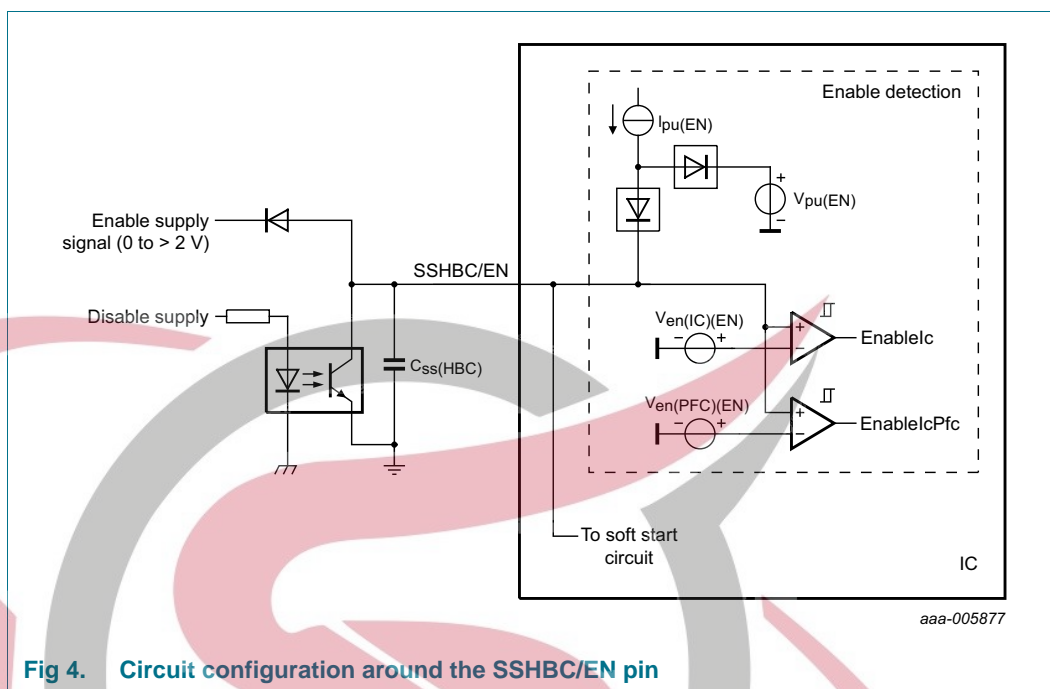 Enable detection
Ipu(EN)
Vpu(EN)
Enable supply
signal (0 to > 2 V)
SSHBC/EN
Disable supply
Ven(IC)(EN)
EnableIc
Css(HBC)
Ven(PFC)(EN)
EnableIcPfc
To soft start
circuit
IC
aaa-005877
Fig 4. Circuit configuration around the SSHBC/EN pin